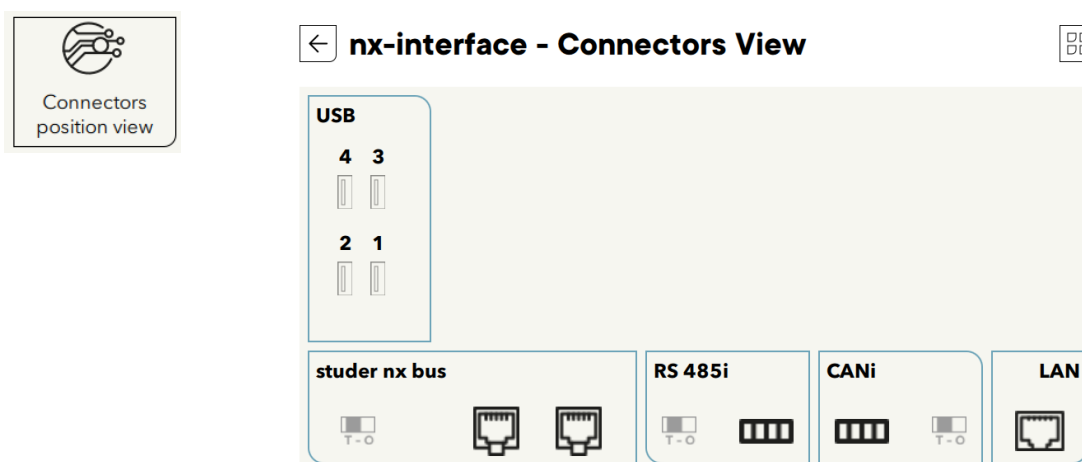 Connectors
position view
nx-interface - Connectors View
USB
4 3
2 1
studer nx bus
RS 485i
CANi
LAN
T - O
T - O
T - O